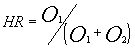 HR = O₁/(O₁ + O₂)